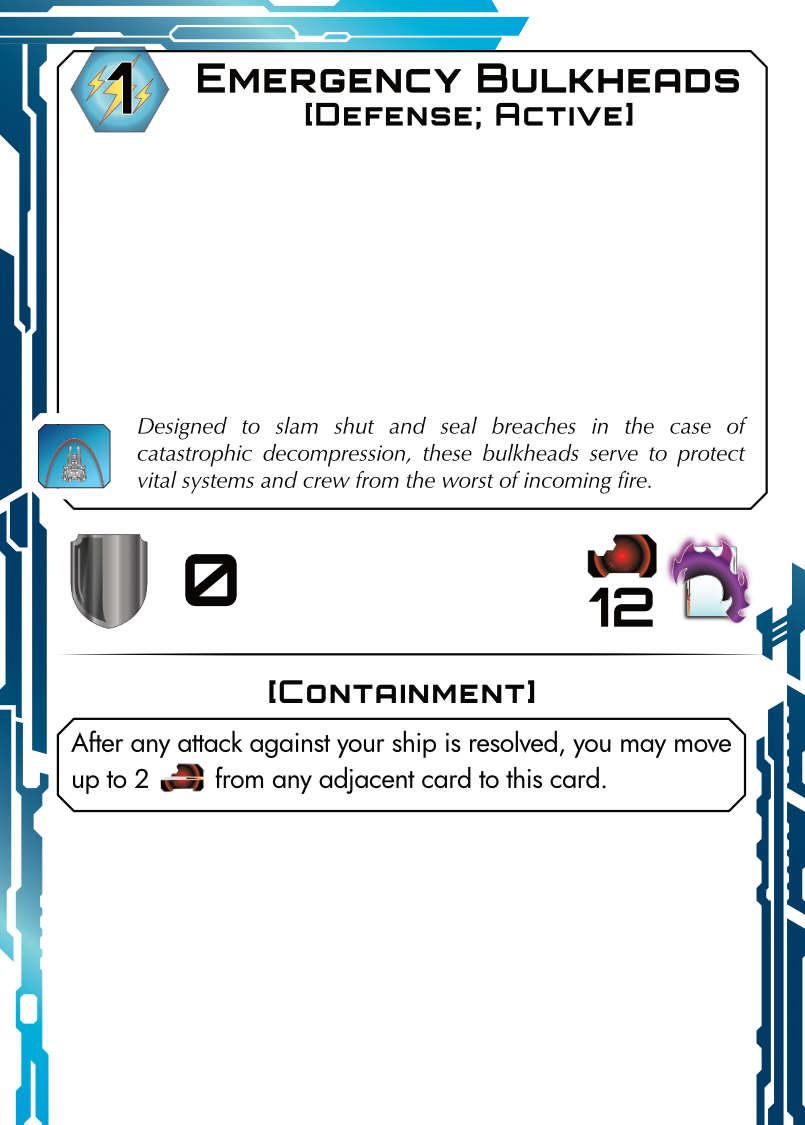 1
Emergency Bulkheads
[Defense; Active]
Designed to slam shut and seal breaches in the case of
catastrophic decompression, these bulkheads serve to protect
vital systems and crew from the worst of incoming fire.
0
12
[Containment]
After any attack against your ship is resolved, you may move
up to 2 from any adjacent card to this card.